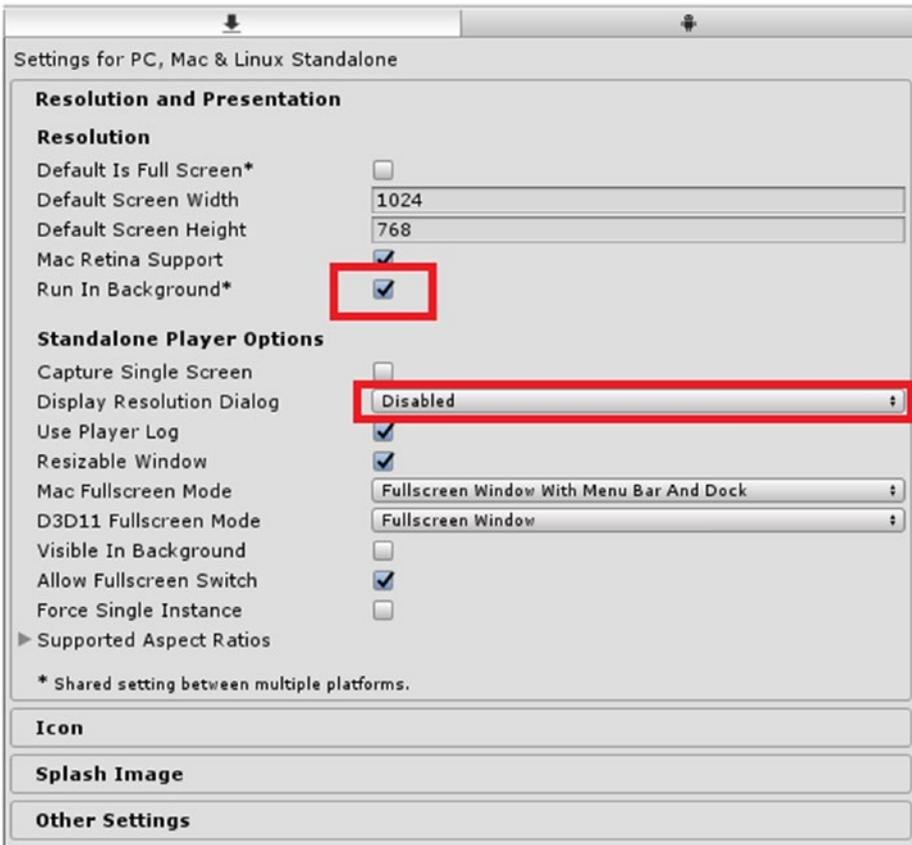 Settings for PC, Mac & Linux Standalone
Resolution and Presentation
Resolution
Default Is Full Screen*
Default Screen Width 1024
Default Screen Height 768
Mac Retina Support
Run In Background*
Standalone Player Options
Capture Single Screen
Display Resolution Dialog Disabled
Use Player Log
Resizable Window
Mac Fullscreen Mode Fullscreen Window With Menu Bar And Dock
D3D11 Fullscreen Mode Fullscreen Window
Visible In Background
Allow Fullscreen Switch
Force Single Instance
Supported Aspect Ratios
* Shared setting between multiple platforms.
Icon
Splash Image
Other Settings